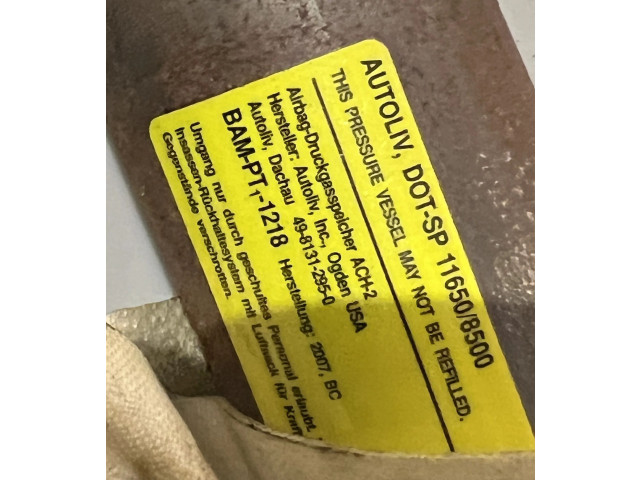 AUTOLIV, DOT-SP 11650/8500
THIS PRESSURE VESSEL MAY NOT BE REFILLED.
Airbag-Druckgasspeicher ACH-2
Hersteller: Autoliv, Inc., Ogden USA
Autoliv, Dachau 49-8131-295-0
BAM-PT1-1218 Herstellung: 2007, BC
Umgang nur durch geschultes Personal erlaubt.
Insassen-Rückhaltesystem mit Luftsack für Kraft
Gegenstände verschrotten.